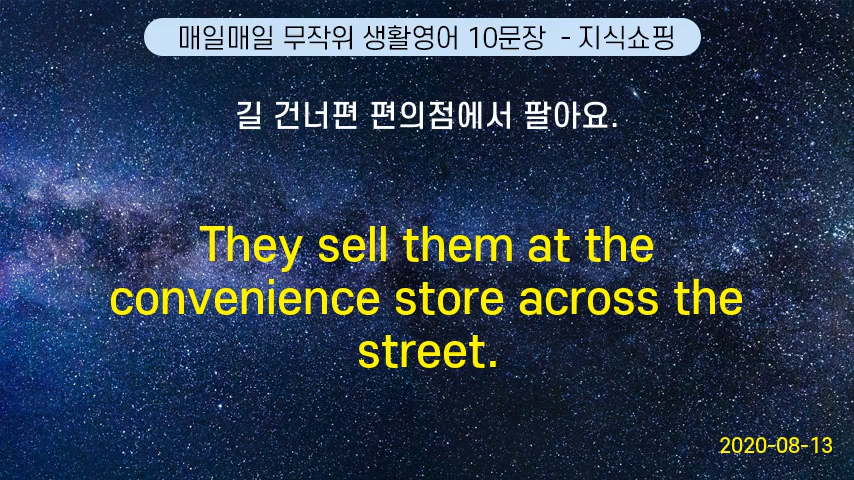 매일매일 무작위 생활영어 10문장 - 지식쇼핑
길 건너편 편의점에서 팔아요.
They sell them at the
convenience store across the
street.
2020-08-13